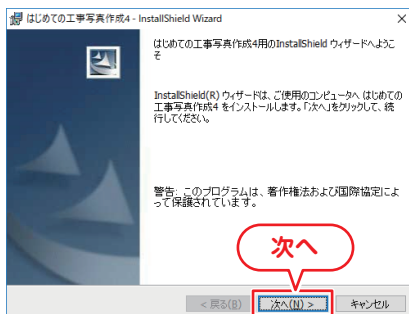 はじめての工事写真作成4 - InstallShield Wizard
はじめての工事写真作成4用のInstallShield ウィザードへようこ
そ
InstallShield(R) ウィザードは、ご使用のコンピュータへ はじめての
工事写真作成4 をインストールします。「次へ」をクリックして、続
行してください。
警告: このプログラムは、著作権法および国際協定によ
って保護されています。
次へ
< 戻る(B)
次へ(N) >
キャンセル